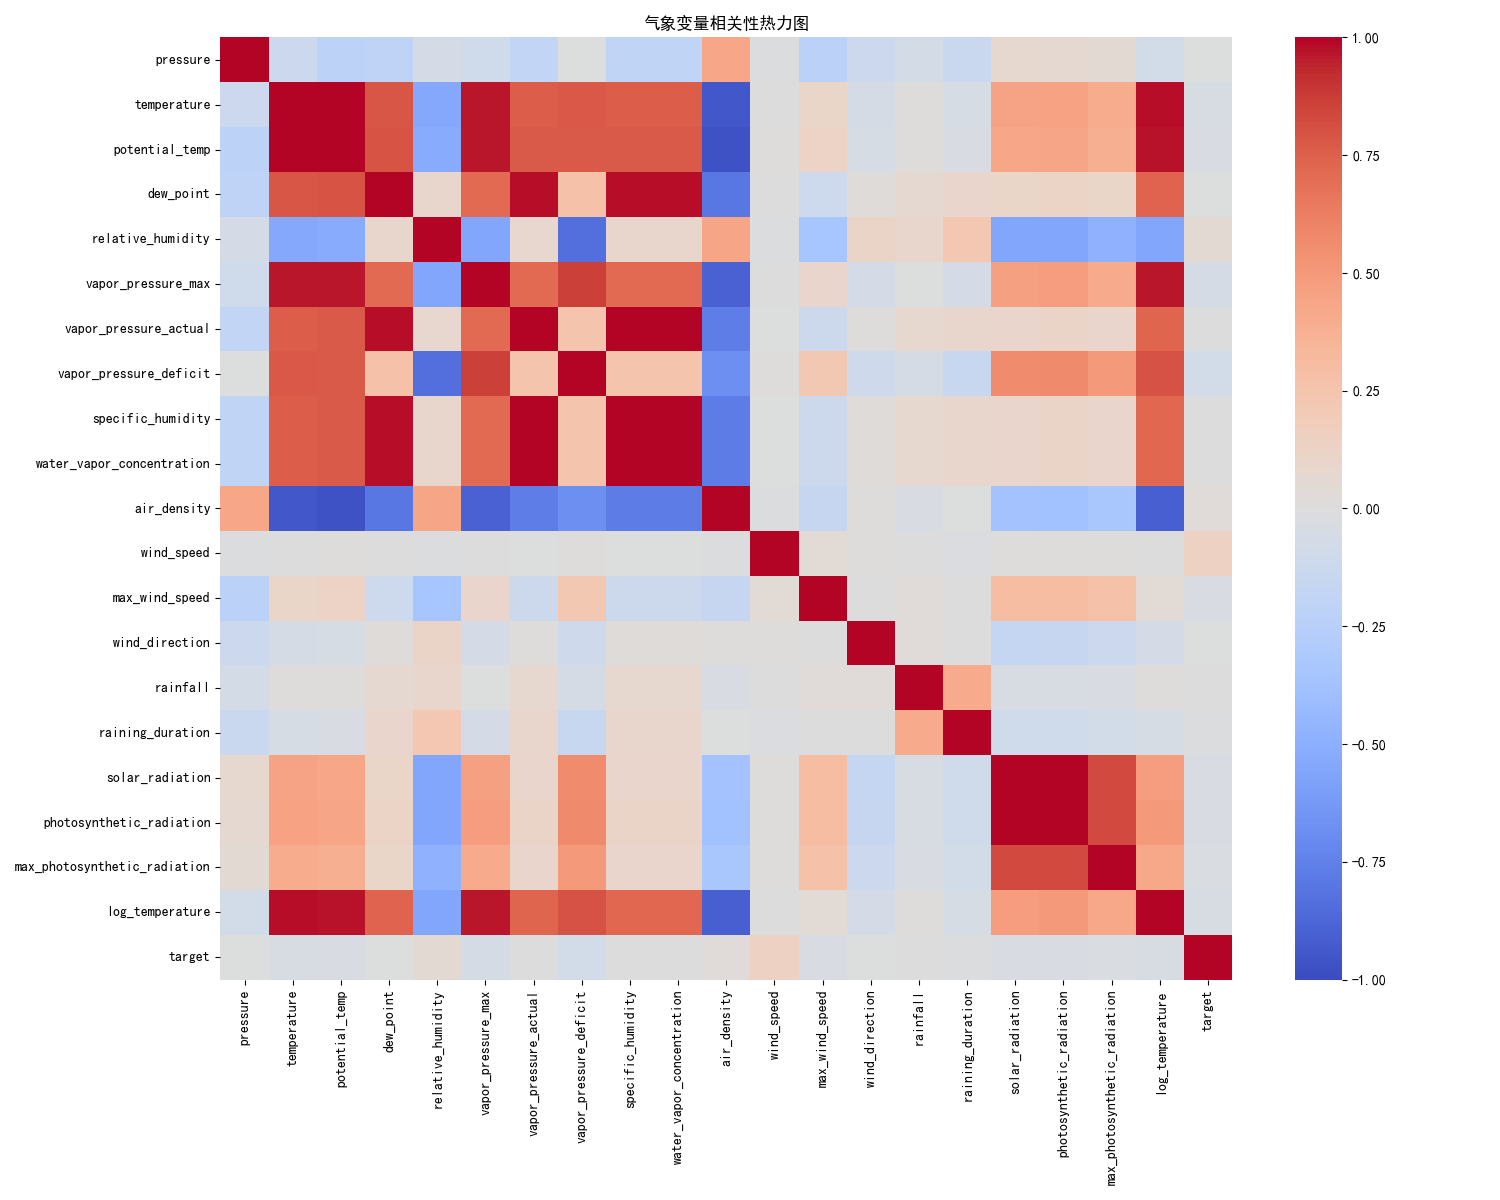 气象变量相关性热力图
pressure
temperature
potential_temp
dew_point
relative_humidity
vapor_pressure_max
vapor_pressure_actual
vapor_pressure_deficit
specific_humidity
water_vapor_concentration
air_density
wind_speed
max_wind_speed
wind_direction
rainfall
raining_duration
solar_radiation
photosynthetic_radiation
max_photosynthetic_radiation
log_temperature
target
pressure
temperature
potential_temp
dew_point
relative_humidity
vapor_pressure_max
vapor_pressure_actual
vapor_pressure_deficit
specific_humidity
water_vapor_concentration
air_density
wind_speed
max_wind_speed
wind_direction
rainfall
raining_duration
solar_radiation
photosynthetic_radiation
max_photosynthetic_radiation
log_temperature
target
1.00
0.75
0.50
0.25
0.00
−0.25
−0.50
−0.75
−1.00